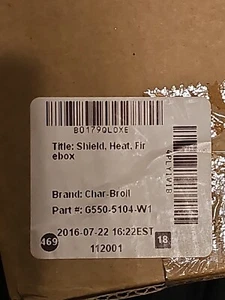 B0179QLOXE
Title: Shield, Heat, Fir
ebox
Brand: Char-Broil
Part #: G550-5104-W1
2016-07-22 16:22EST
469
18
112001